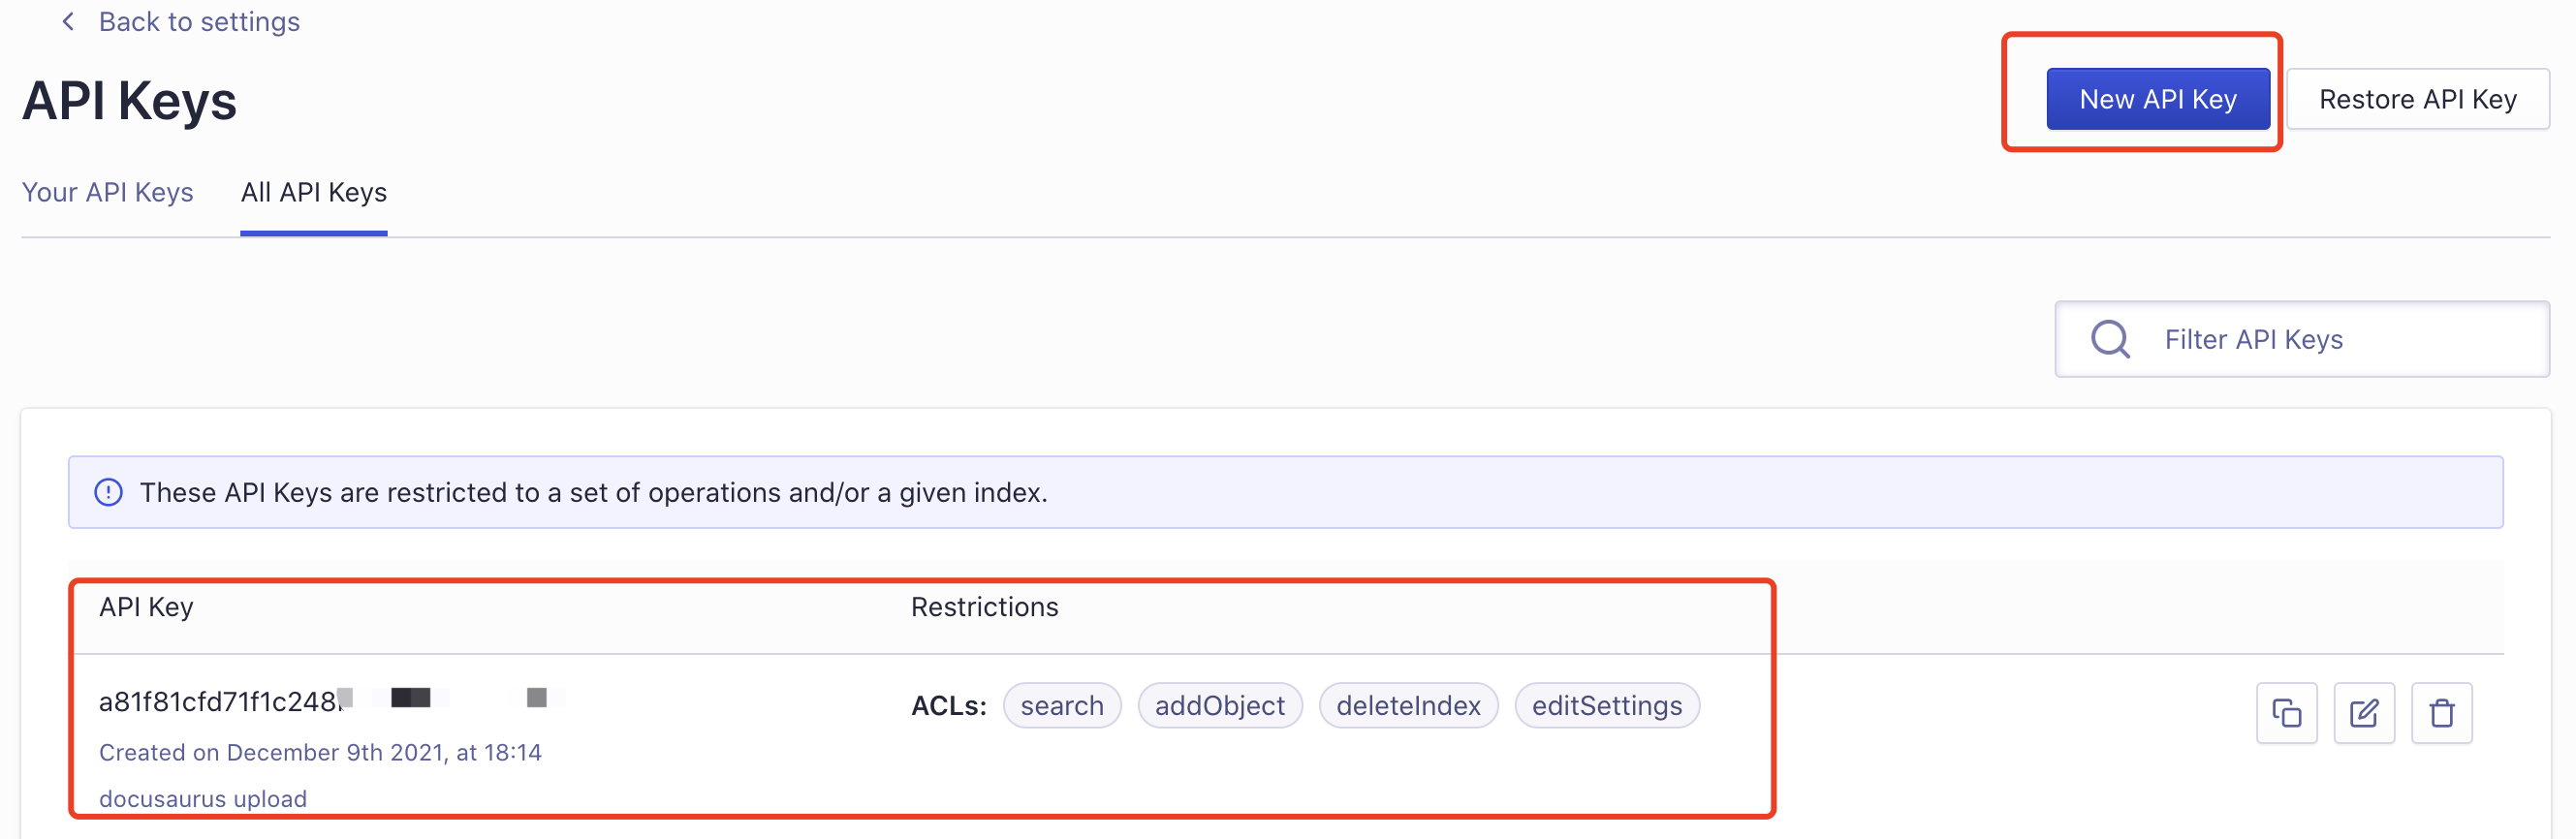 Back to settings
API Keys
New API Key
Restore API Key
Your API Keys
All API Keys
Filter API Keys
These API Keys are restricted to a set of operations and/or a given index.
API Key
Restrictions
a81f81cfd71f1c248
ACLs: search addObject deleteIndex editSettings
Created on December 9th 2021, at 18:14
docusaurus upload